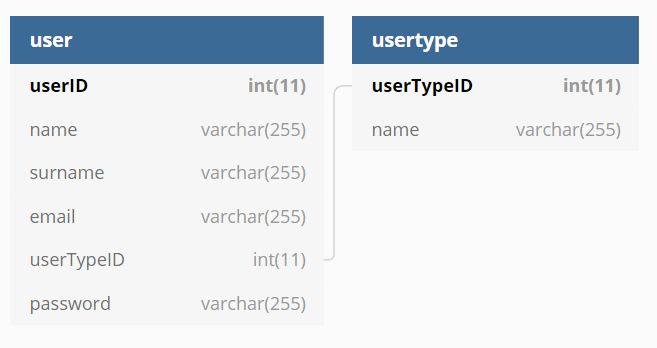 user
userID int(11)
name varchar(255)
surname varchar(255)
email varchar(255)
userTypeID int(11)
password varchar(255)
usertype
userTypeID int(11)
name varchar(255)